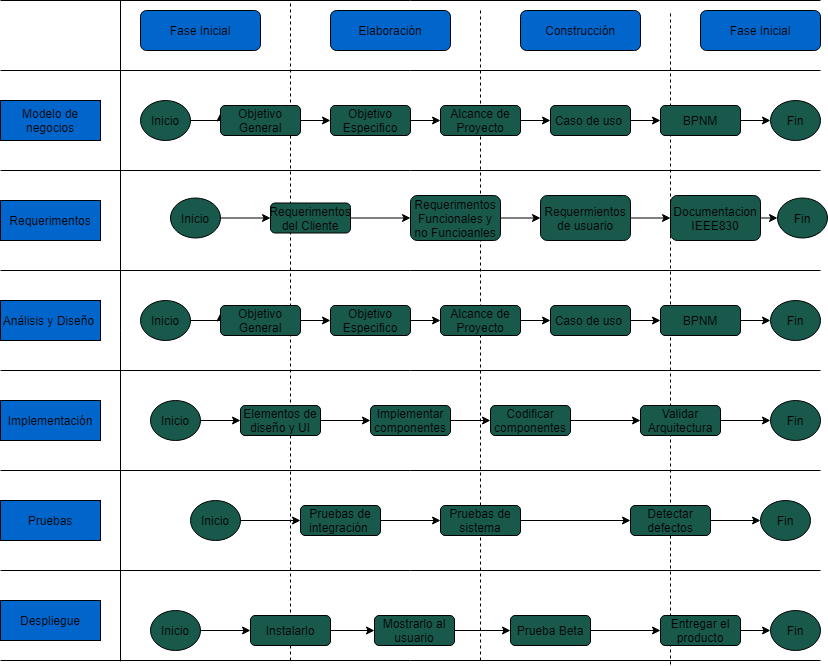 Fase Inicial
Elaboración
Construcción
Fase Inicial
Modelo de
negocios
Inicio
Objetivo
General
Objetivo
Especifico
Alcance de
Proyecto
Caso de uso
BPNM
Fin
Requerimentos
Inicio
Requerimentos
del Cliente
Requerimentos
Funcionales y
no Funcioanles
Requermientos
de usuario
Documentacion
IEEE830
Fin
Análisis y Diseño
Inicio
Objetivo
General
Objetivo
Especifico
Alcance de
Proyecto
Caso de uso
BPNM
Fin
Implementación
Inicio
Elementos de
diseño y UI
Implementar
componentes
Codificar
componentes
Validar
Arquitectura
Fin
Pruebas
Inicio
Pruebas de
integración
Pruebas de
sistema
Detectar
defectos
Fin
Despliegue
Inicio
Instalarlo
Mostrarlo al
usuario
Prueba Beta
Entregar el
producto
Fin